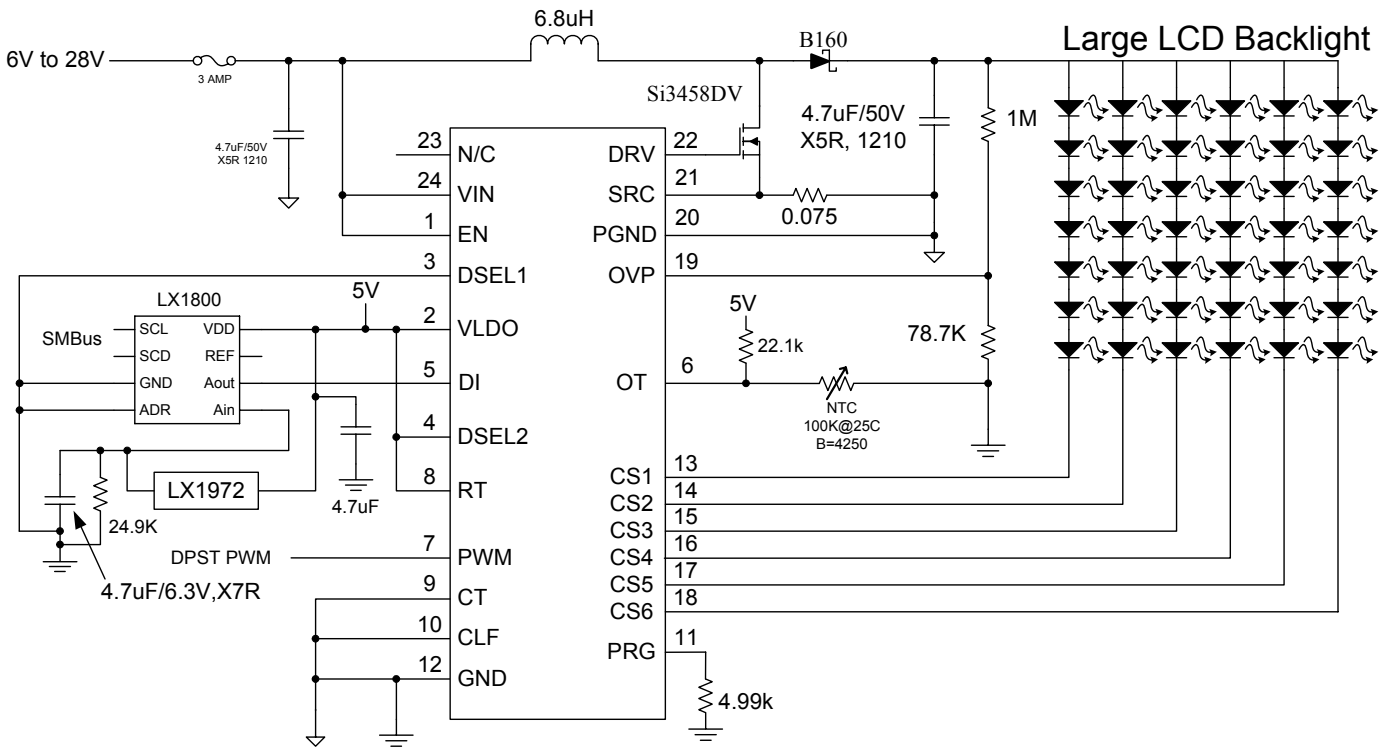 6.8uH
B160
Large LCD Backlight
6V to 28V
3 AMP
Si3458DV
4.7uF/50V
X5R 1210
4.7uF/50V
X5R, 1210
1M
23
N/C
24
VIN
1
EN
3
DSEL1
2
VLDO
5
DI
4
DSEL2
8
RT
7
PWM
9
CT
10
CLF
12
GND
DRV
22
SRC
21
0.075
PGND
20
OVP
19
5V
22.1k
78.7K
OT
6
NTC
100K@25C
B=4250
CS1
13
CS2
14
CS3
15
CS4
16
CS5
17
CS6
18
PRG
11
4.99k
LX1800
5V
SMBus
SCL
VDD
SCD
REF
GND
Aout
ADR
Ain
LX1972
24.9K
4.7uF
DPST PWM
4.7uF/6.3V,X7R